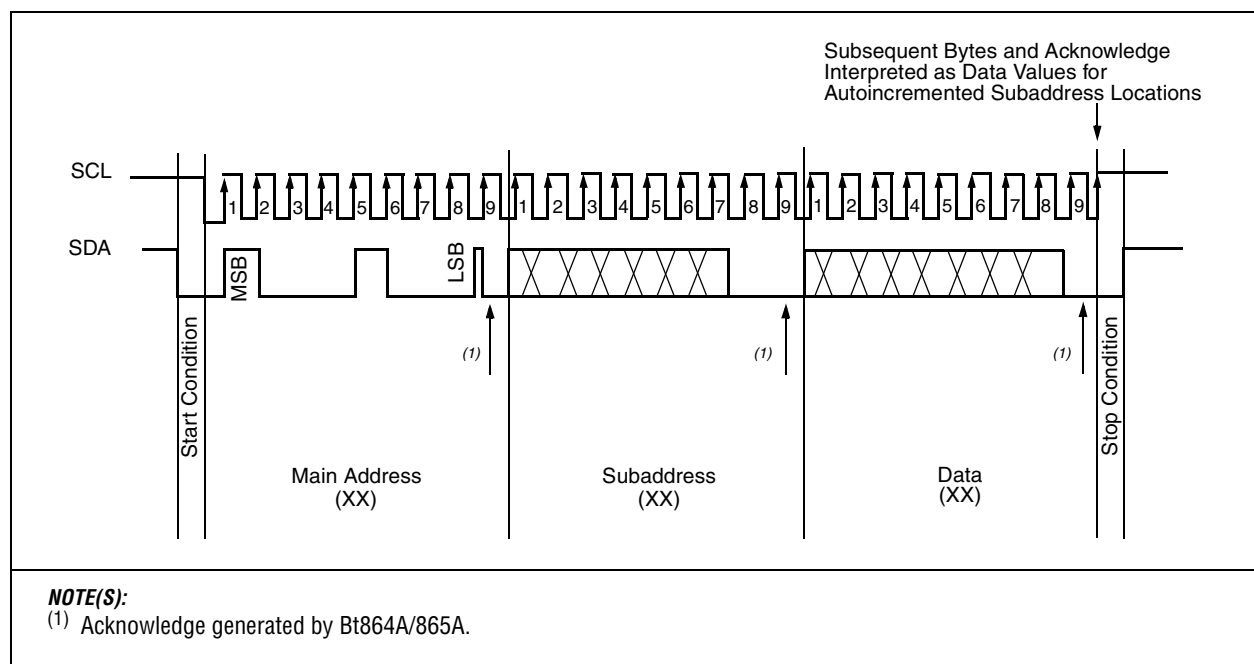 Subsequent Bytes and Acknowledge
Interpreted as Data Values for
Autoincremented Subaddress Locations
SCL
1 2 3 4 5 6 7 8 9 1 2 3 4 5 6 7 8 9 1 2 3 4 5 6 7 8 9
SDA
MSB
LSB
(1) (1) (1)
Start Condition
Stop Condition
Main Address
(XX)
Subaddress
(XX)
Data
(XX)
NOTE(S):
(1) Acknowledge generated by Bt864A/865A.